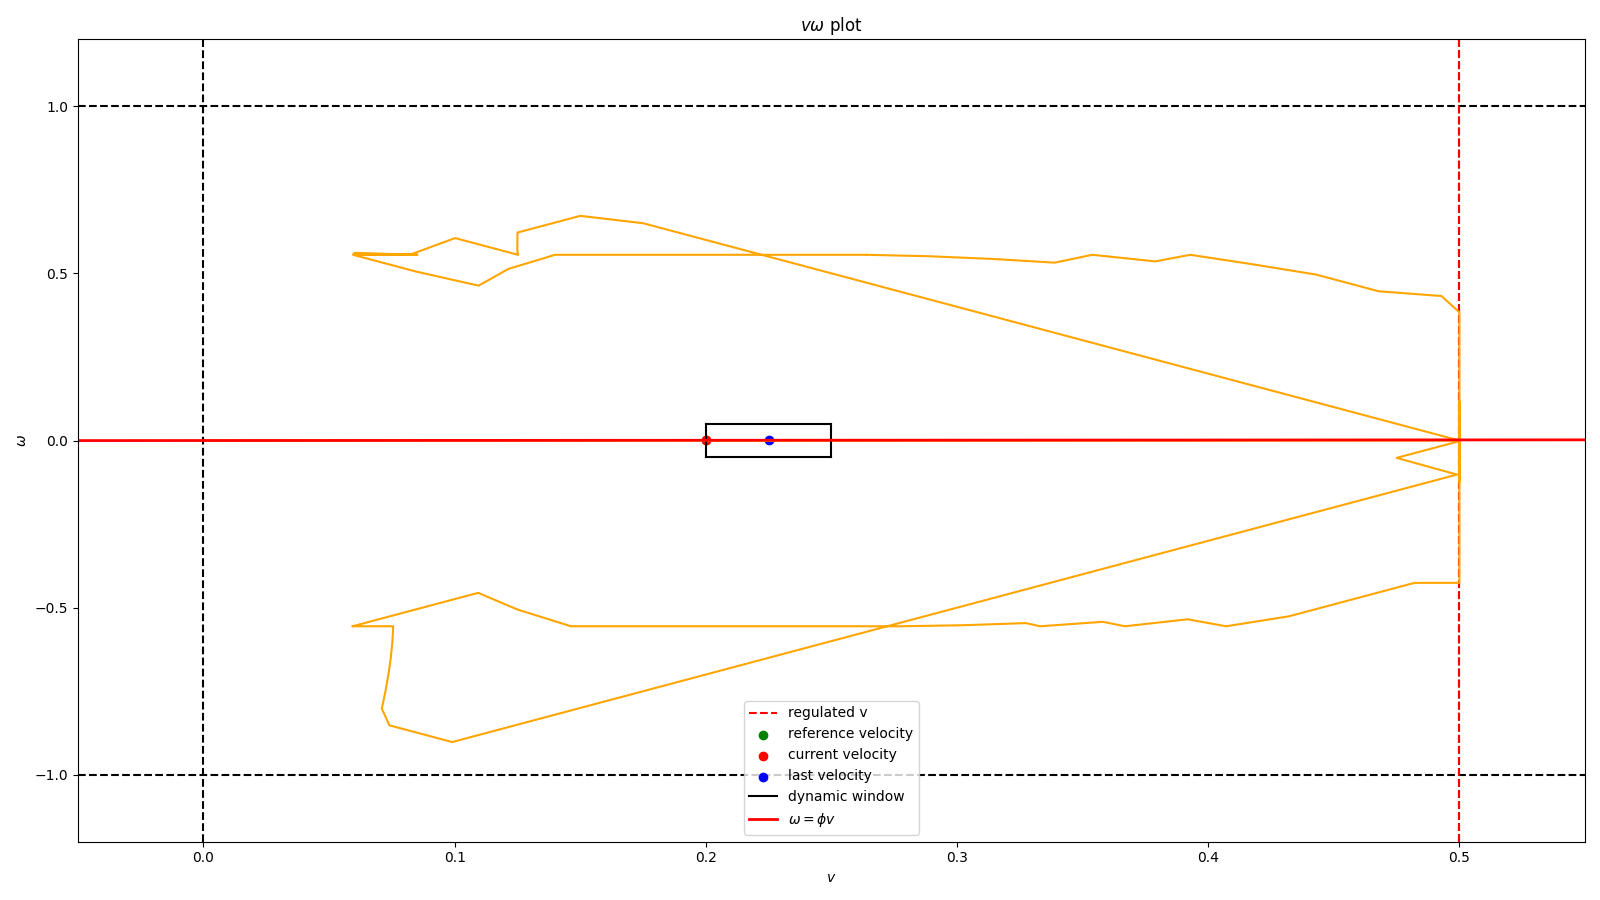 vω plot
1.0
0.5
0.0
−0.5
−1.0
ω
0.0
0.1
0.2
0.3
0.4
0.5
v
regulated v
reference velocity
current velocity
last velocity
dynamic window
ω = ϕv